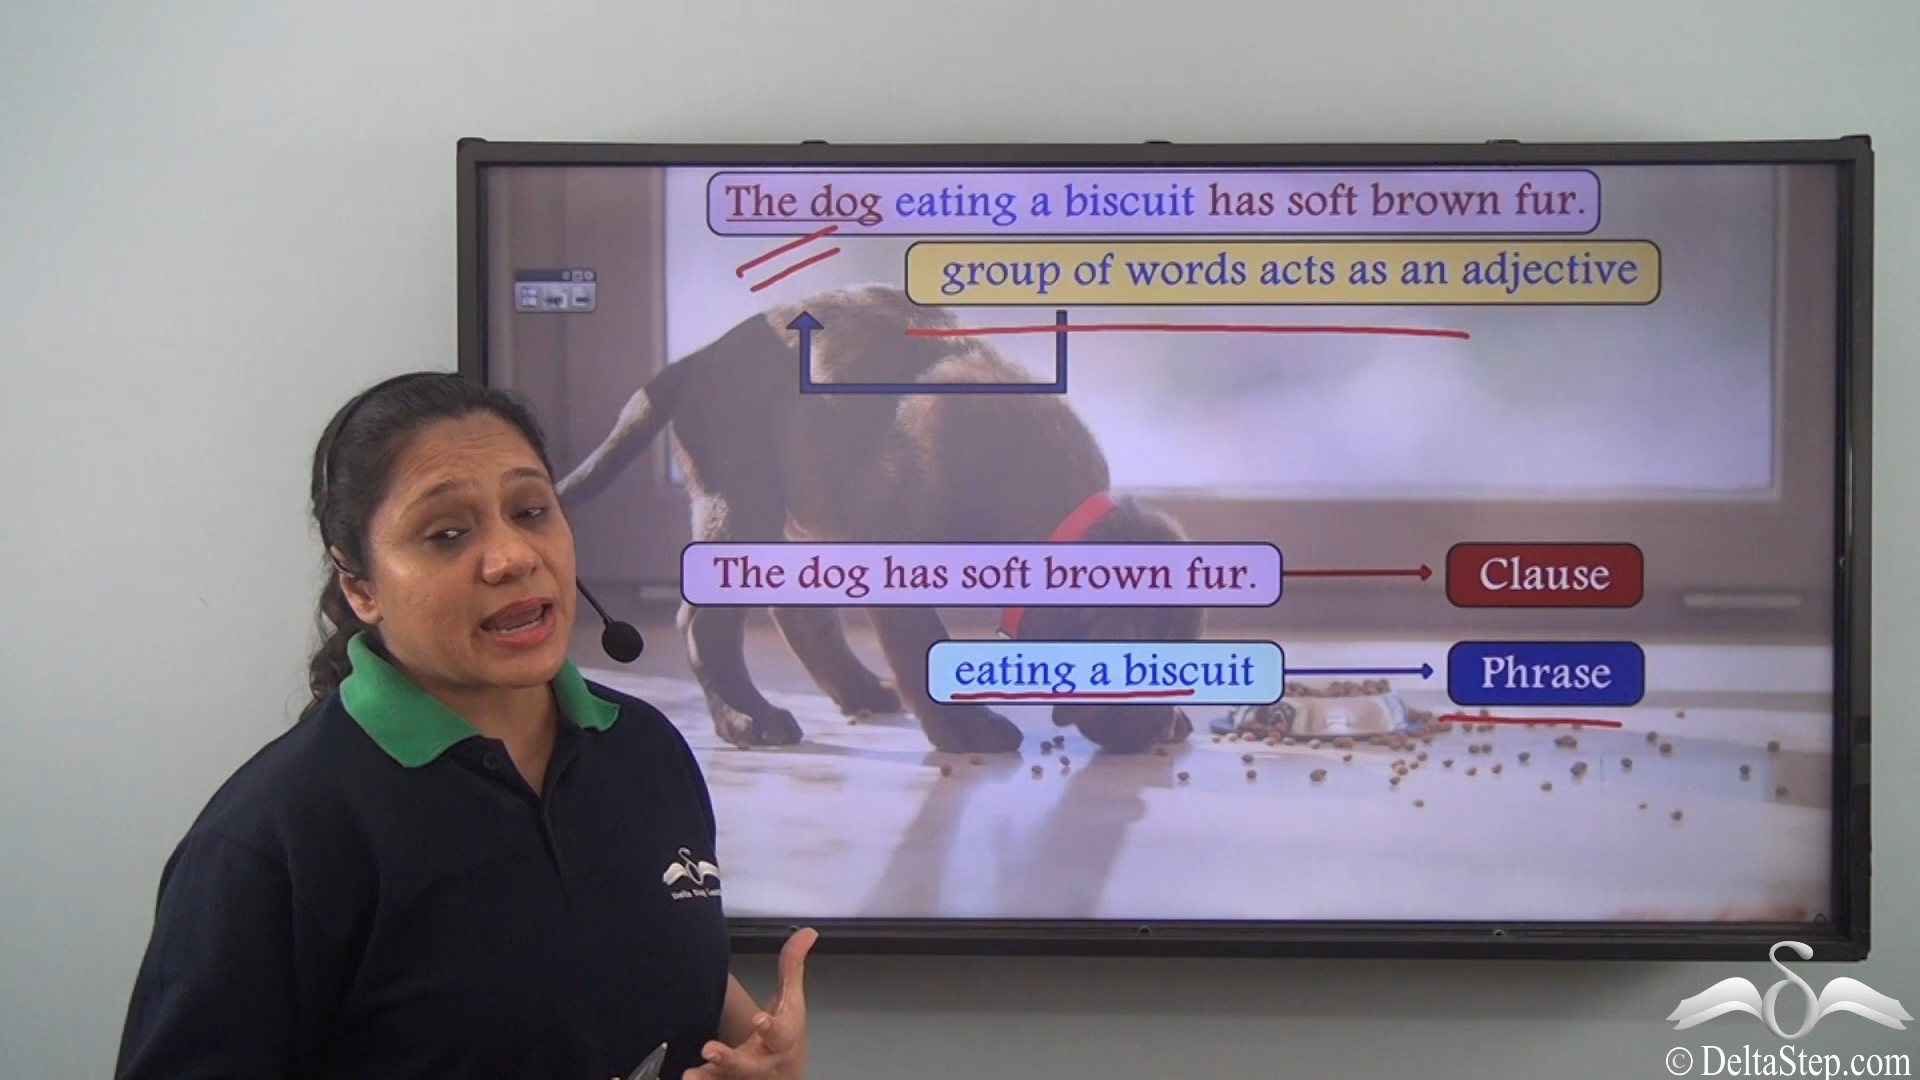 The dog eating a biscuit has soft brown fur.
group of words acts as an adjective
The dog has soft brown fur.
Clause
eating a biscuit
Phrase
© DeltaStep.com